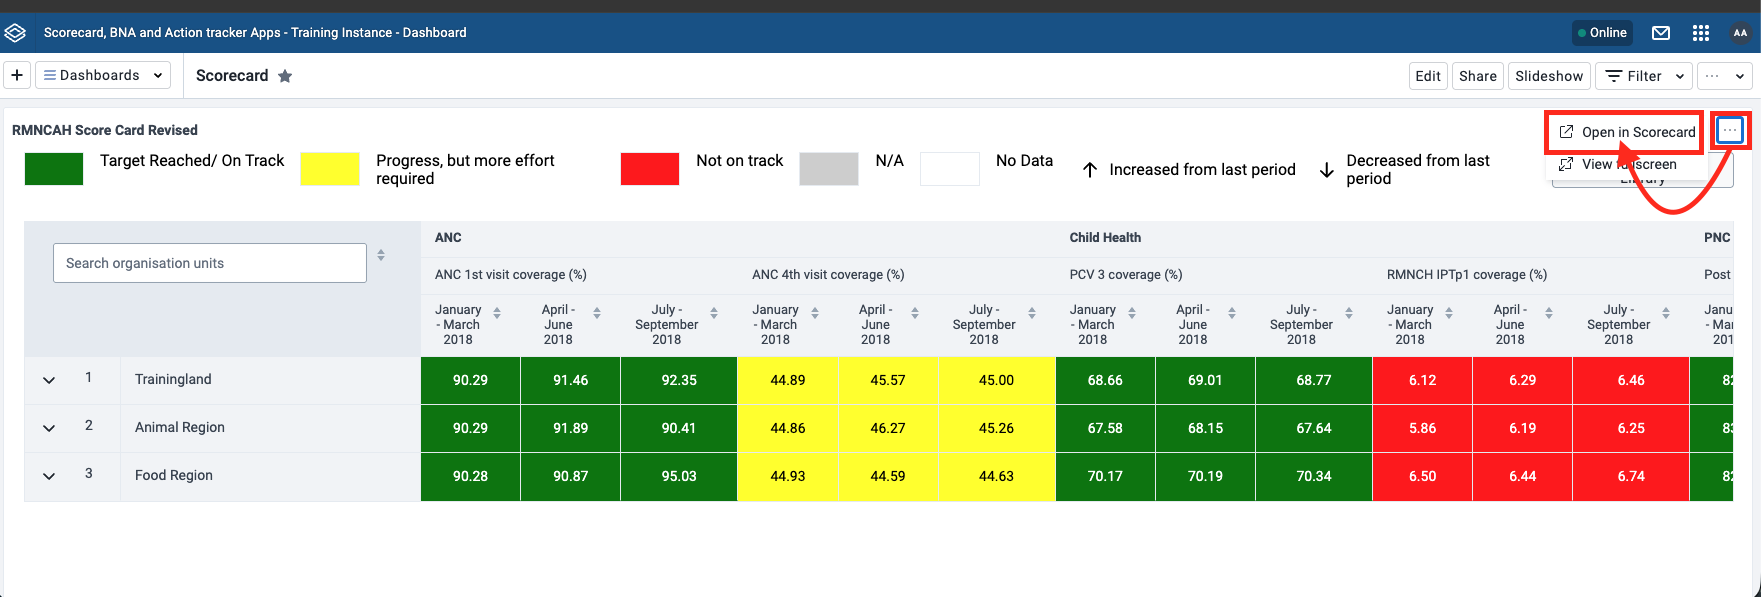 Scorecard, BNA and Action tracker Apps - Training Instance - Dashboard
Online
AA
+ Dashboards
Scorecard
Edit Share Slideshow Filter ...
RMNCAH Score Card Revised
Open in Scorecard
...
Target Reached/ On Track
Progress, but more effort
required
Not on track
N/A
No Data
Increased from last period
Decreased from last
period
View fullscreen
Library
ANC Child Health PNC
Search organisation units
ANC 1st visit coverage (%) ANC 4th visit coverage (%) PCV 3 coverage (%) RMNCH IPTp1 coverage (%) Post
January April - July - January April - July - January April - July - January April - July - Janu
- March June September - March June September - March June September - March June September - Mar
2018 2018 2018 2018 2018 2018 2018 2018 2018 2018 2018 2018 201
1 Trainingland 90.29 91.46 92.35 44.89 45.57 45.00 68.66 69.01 68.77 6.12 6.29 6.46 82
2 Animal Region 90.29 91.89 90.41 44.86 46.27 45.26 67.58 68.15 67.64 5.86 6.19 6.25 83
3 Food Region 90.28 90.87 95.03 44.93 44.59 44.63 70.17 70.19 70.34 6.50 6.44 6.74 82